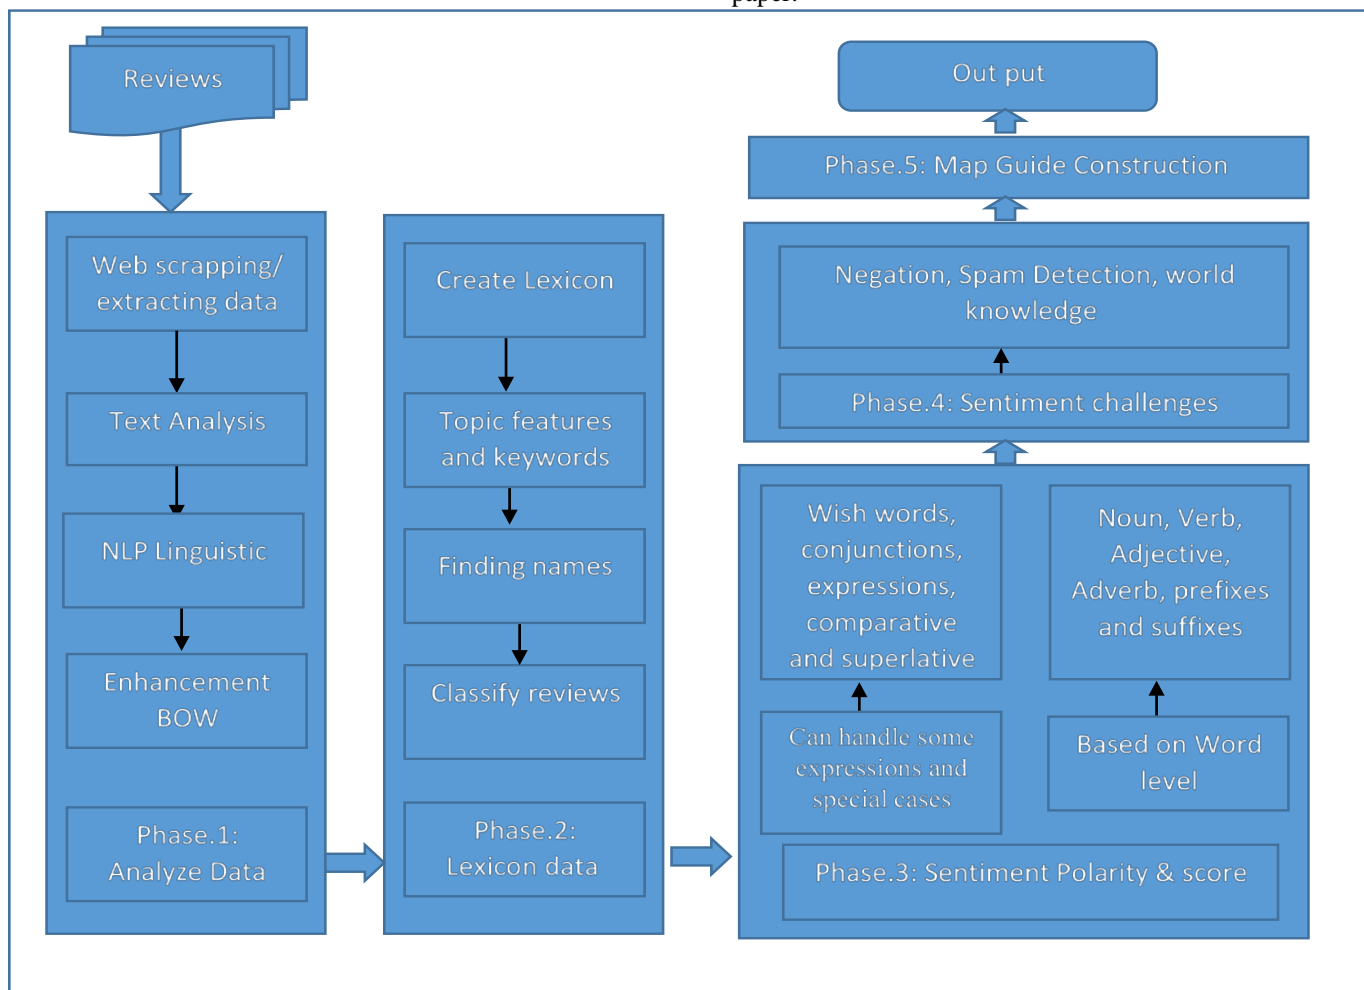 paper.
Reviews
Web scrapping/
extracting data
Text Analysis
NLP Linguistic
Enhancement
BOW
Phase.1:
Analyze Data
Create Lexicon
Topic features
and keywords
Finding names
Classify reviews
Phase.2:
Lexicon data
Out put
Phase.5: Map Guide Construction
Negation, Spam Detection, world
knowledge
Phase.4: Sentiment challenges
Wish words,
conjunctions,
expressions,
comparative
and superlative
Noun, Verb,
Adjective,
Adverb, prefixes
and suffixes
Can handle some
expressions and
special cases
Based on Word
level
Phase.3: Sentiment Polarity & score